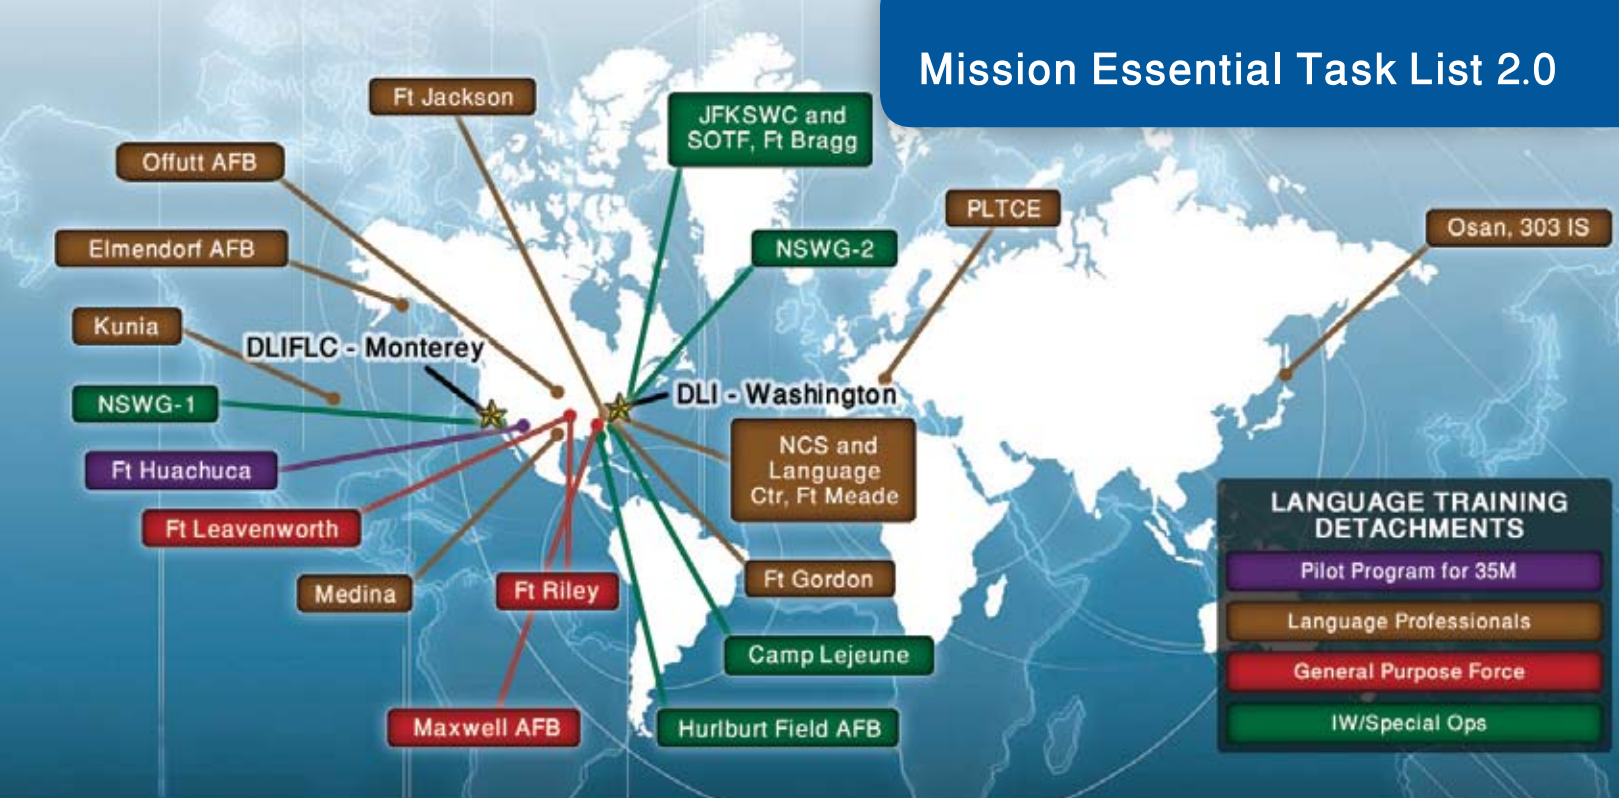 Mission Essential Task List 2.0
Ft Jackson
JFKSWC and
SOTF, Ft Bragg
Offutt AFB
PLTCE
Osan, 303 IS
Elmendorf AFB
NSWG-2
Kunia
DLIFLC - Monterey
NSWG-1
DLI - Washington
NCS and
Language
Ctr, Ft Meade
Ft Huachuca
Ft Leavenworth
Medina
Ft Riley
Ft Gordon
Camp Lejeune
Maxwell AFB
Hurlburt Field AFB
LANGUAGE TRAINING
DETACHMENTS
Pilot Program for 35M
Language Professionals
General Purpose Force
IW/Special Ops